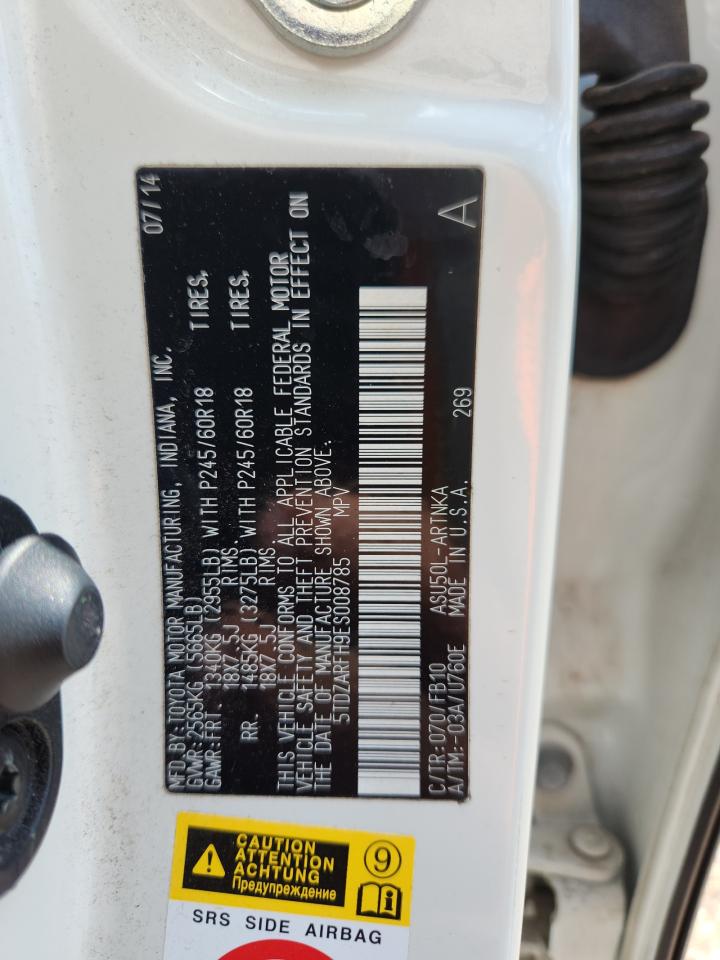 MFD.BY:TOYOTA MOTOR MANUFACTURING, INDIANA, INC. 07/14
GVWR:2565KG (5665LB)
GAWR:FRT. 1340KG (2955LB) WITH P245/60R18 TIRES,
18X7.5J RIMS.
RR. 1485KG (3275LB) WITH P245/60R18 TIRES,
18X7.5J RIMS.
THIS VEHICLE CONFORMS TO ALL APPLICABLE FEDERAL MOTOR
VEHICLE SAFETY AND THEFT PREVENTION STANDARDS IN EFFECT ON
THE DATE OF MANUFACTURE SHOWN ABOVE.
5TDZARFH9ES008785 MPV
C/TR:070/FB10 ASU50L-ARTNKA 269 A
A/TM:-03A/U760E MADE IN U.S.A.
CAUTION
ATTENTION
ACHTUNG
Предупреждение
9
i
SRS SIDE AIRBAG